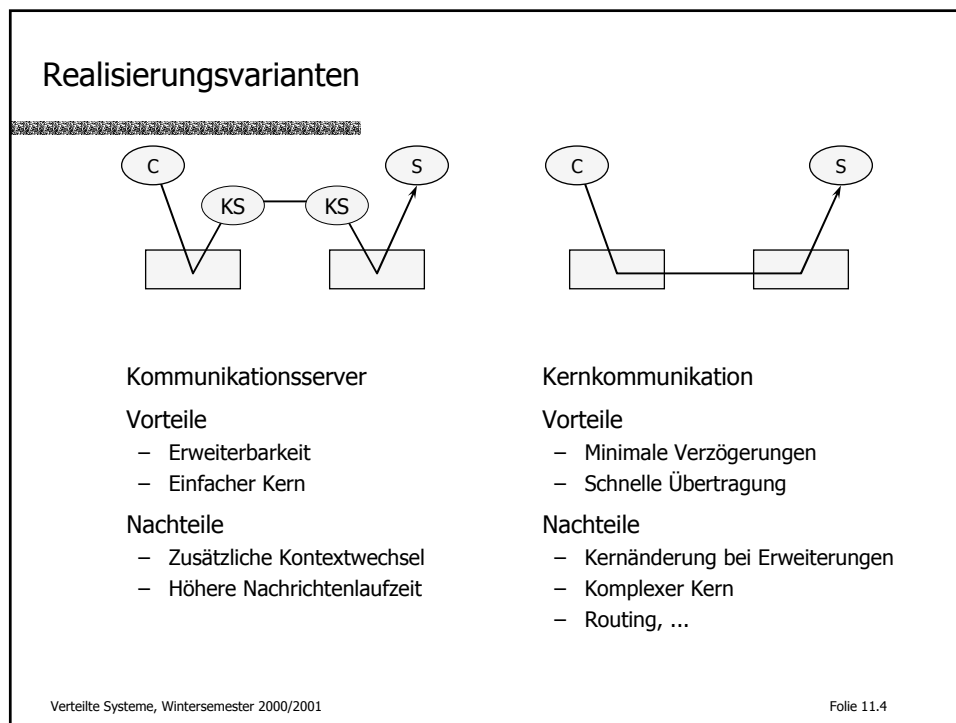 Realisierungsvarianten
C
S
KS
KS
C
S
Kommunikationsserver
Vorteile
– Erweiterbarkeit
– Einfacher Kern
Nachteile
– Zusätzliche Kontextwechsel
– Höhere Nachrichtenlaufzeit
Kernkommunikation
Vorteile
– Minimale Verzögerungen
– Schnelle Übertragung
Nachteile
– Kernänderung bei Erweiterungen
– Komplexer Kern
– Routing, ...
Verteilte Systeme, Wintersemester 2000/2001
Folie 11.4